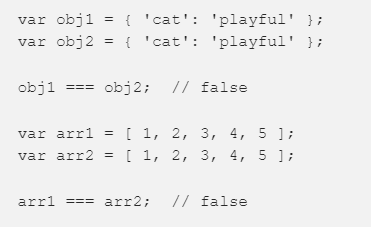 var obj1 = { 'cat': 'playful' };
var obj2 = { 'cat': 'playful' };
obj1 === obj2;  // false
var arr1 = [ 1, 2, 3, 4, 5 ];
var arr2 = [ 1, 2, 3, 4, 5 ];
arr1 === arr2;  // false